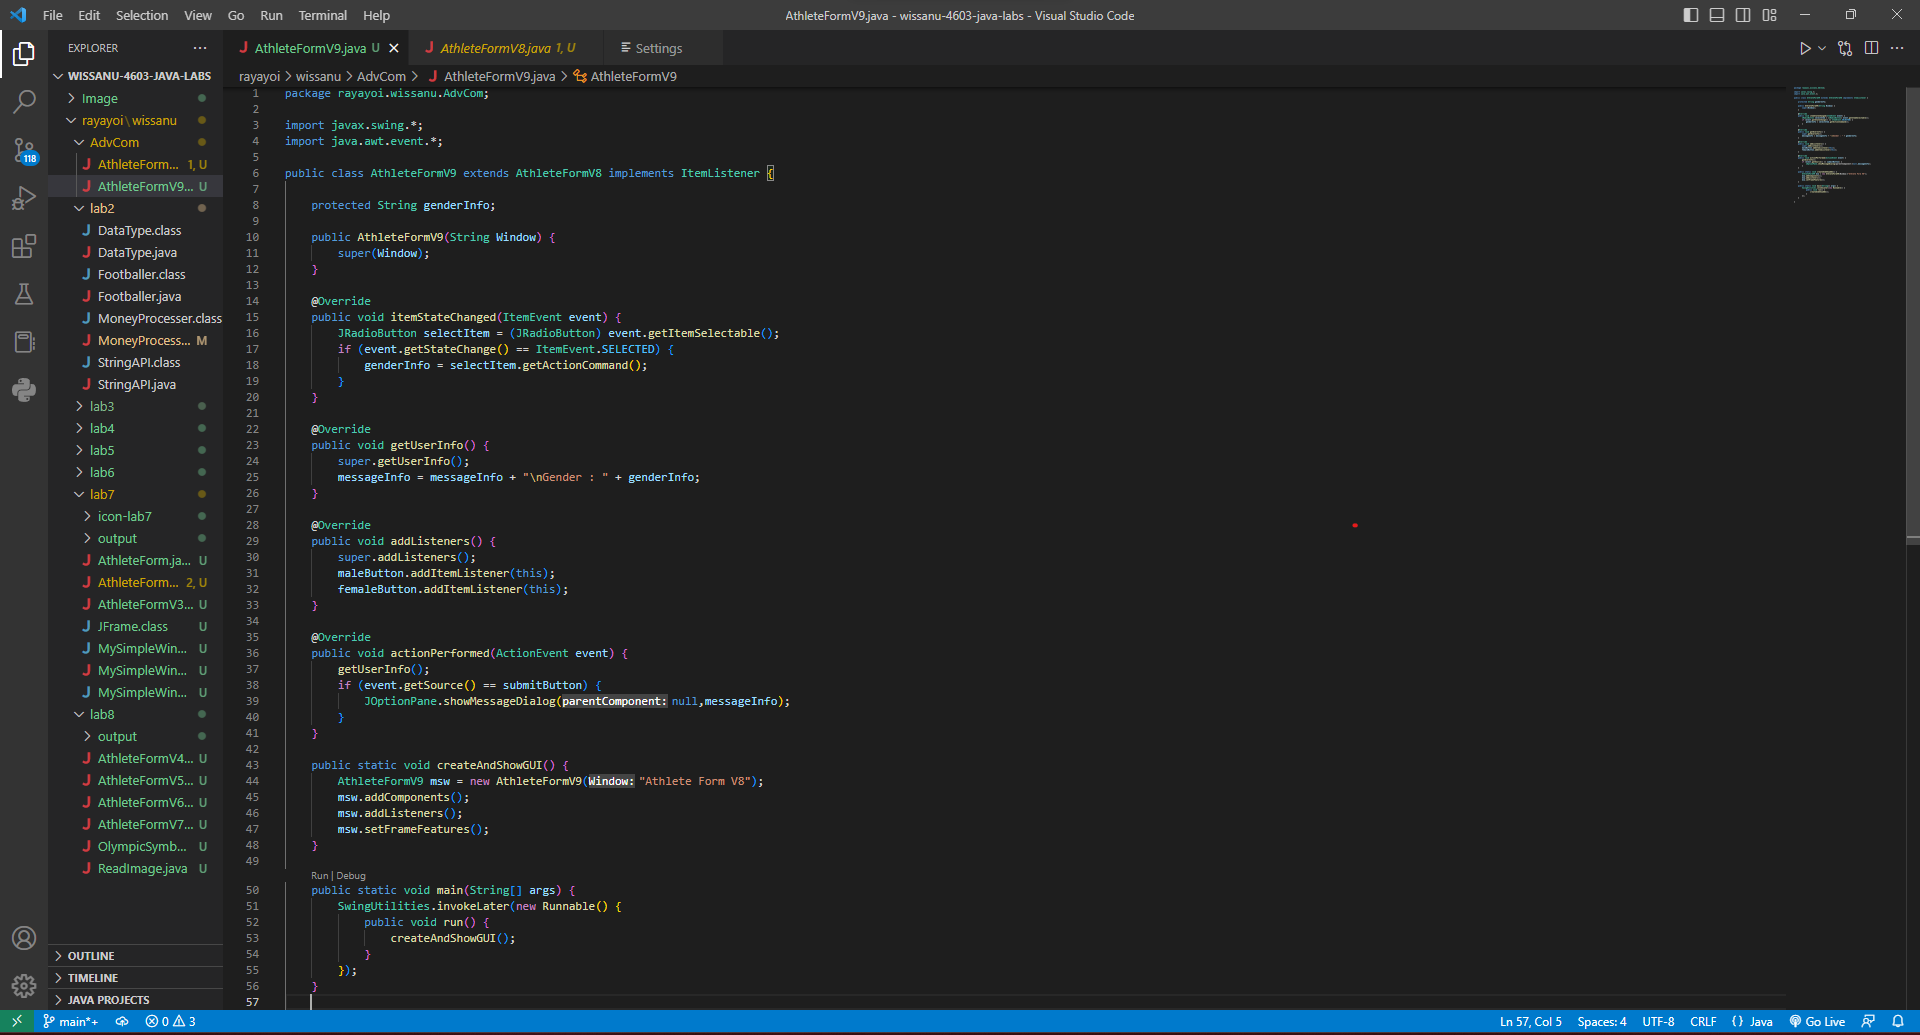 File Edit Selection View Go Run Terminal Help
AthleteFormV9.java - wissanu-4603-java-labs - Visual Studio Code
EXPLORER
WISSANU-4603-JAVA-LABS
Image
rayayoi\wissanu
AdvCom
AthleteForm... 1, U
AthleteFormV9... U
lab2
DataType.class
DataType.java
Footballer.class
Footballer.java
MoneyProcesser.class
MoneyProcess... M
StringAPI.class
StringAPI.java
lab3
lab4
lab5
lab6
lab7
icon-lab7
output
AthleteForm.ja... U
AthleteForm... 2, U
AthleteFormV3... U
JFrame.class U
MySimpleWin... U
MySimpleWin... U
MySimpleWin... U
lab8
output
AthleteFormV4... U
AthleteFormV5... U
AthleteFormV6... U
AthleteFormV7... U
OlympicSymb... U
ReadImage.java U
OUTLINE
TIMELINE
JAVA PROJECTS
118
AthleteFormV9.java U
AthleteFormV8.java 1, U
Settings
rayayoi > wissanu > AdvCom > AthleteFormV9.java > AthleteFormV9
1 package rayayoi.wissanu.AdvCom;
2
3 import javax.swing.*;
4 import java.awt.event.*;
5
6 public class AthleteFormV9 extends AthleteFormV8 implements ItemListener {
7
8 protected String genderInfo;
9
10 public AthleteFormV9(String Window) {
11 super(Window);
12 }
13
14 @Override
15 public void itemStateChanged(ItemEvent event) {
16 JRadioButton selectItem = (JRadioButton) event.getItemSelectable();
17 if (event.getStateChange() == ItemEvent.SELECTED) {
18 genderInfo = selectItem.getActionCommand();
19 }
20 }
21
22 @Override
23 public void getUserInfo() {
24 super.getUserInfo();
25 messageInfo = messageInfo + "\nGender : " + genderInfo;
26 }
27
28 @Override
29 public void addListeners() {
30 super.addListeners();
31 maleButton.addItemListener(this);
32 femaleButton.addItemListener(this);
33 }
34
35 @Override
36 public void actionPerformed(ActionEvent event) {
37 getUserInfo();
38 if (event.getSource() == submitButton) {
39 JOptionPane.showMessageDialog(parentComponent: null,messageInfo);
40 }
41 }
42
43 public static void createAndShowGUI() {
44 AthleteFormV9 msw = new AthleteFormV9(Window: "Athlete Form V8");
45 msw.addComponents();
46 msw.addListeners();
47 msw.setFrameFeatures();
48 }
49
Run | Debug
50 public static void main(String[] args) {
51 SwingUtilities.invokeLater(new Runnable() {
52 public void run() {
53 createAndShowGUI();
54 }
55 });
56 }
57
main*+ 0 3
Ln 57, Col 5 Spaces: 4 UTF-8 CRLF {} Java Go Live